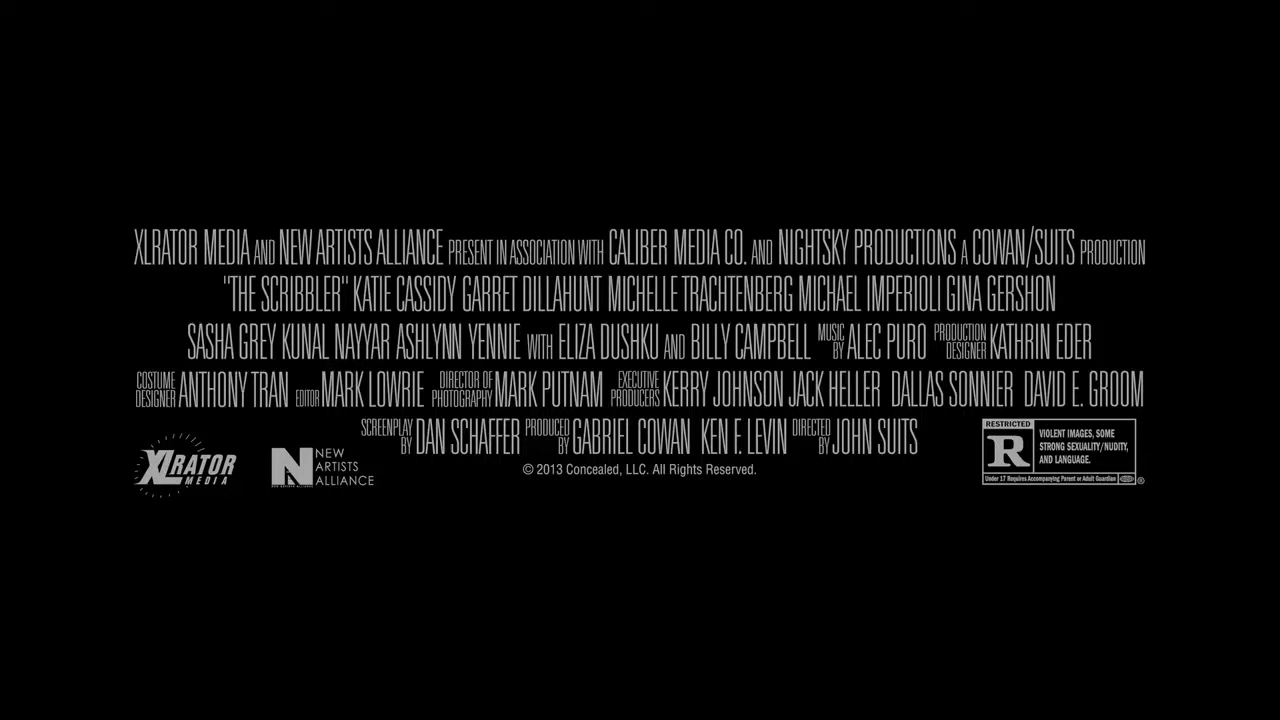 XLRATOR MEDIA AND NEW ARTISTS ALLIANCE PRESENT IN ASSOCIATION WITH CALIBER MEDIA CO. AND NIGHTSKY PRODUCTIONS A COWAN/SUITS PRODUCTION
"THE SCRIBBLER" KATIE CASSIDY GARRET DILLAHUNT MICHELLE TRACHTENBERG MICHAEL IMPERIOLI GINA GERSHON
SASHA GREY KUNAL NAYYAR ASHLYNN YENNIE WITH ELIZA DUSHKU AND BILLY CAMPBELL MUSIC BY ALEC PURO PRODUCTION DESIGNER KATHRIN EDER
COSTUME DESIGNER ANTHONY TRAN EDITOR MARK LOWRIE DIRECTOR OF PHOTOGRAPHY MARK PUTNAM EXECUTIVE PRODUCERS KERRY JOHNSON JACK HELLER DALLAS SONNIER DAVID E. GROOM
SCREENPLAY BY DAN SCHAFFER PRODUCED BY GABRIEL COWAN KEN F. LEVIN DIRECTED BY JOHN SUITS
XLRATOR
MEDIA
N
NEW
ARTISTS
ALLIANCE
© 2013 Concealed, LLC. All Rights Reserved.
RESTRICTED
R
VIOLENT IMAGES, SOME
STRONG SEXUALITY/NUDITY,
AND LANGUAGE.
Under 17 Requires Accompanying Parent or Adult Guardian
®